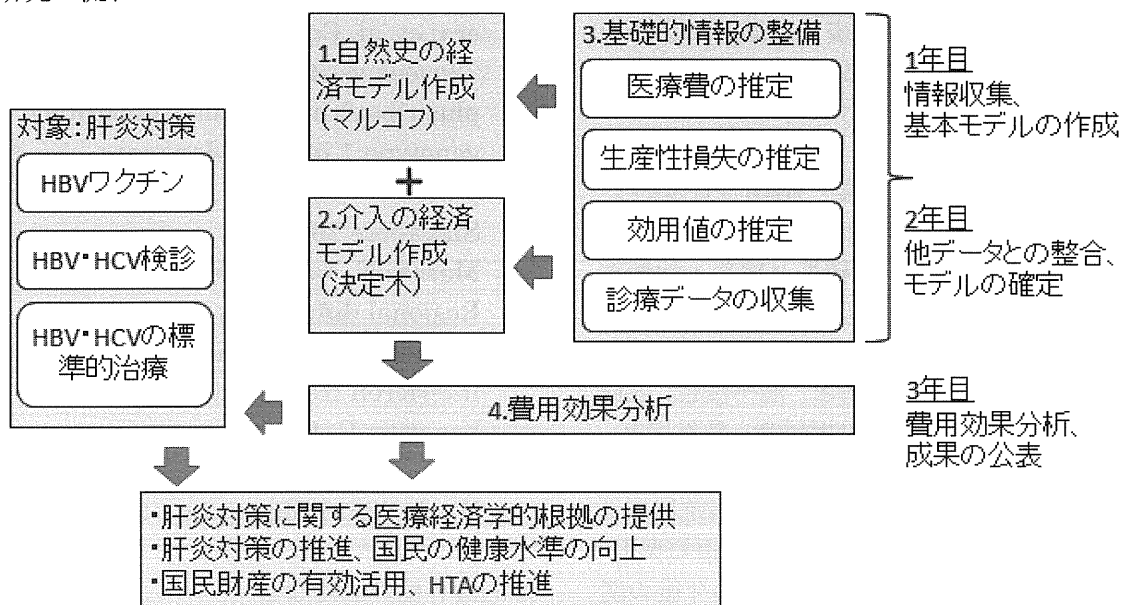 対象:肝炎対策
HBVワクチン
HBV・HCV検診
HBV・HCVの標
準的治療
1.自然史の経
済モデル作成
(マルコフ)
+
2.介入の経済
モデル作成
(決定木)
3.基礎的情報の整備
医療費の推定
生産性損失の推定
効用値の推定
診療データの収集
1年目
情報収集、
基本モデルの作成
2年目
他データとの整合、
モデルの確定
4.費用効果分析
3年目
費用効果分析、
成果の公表
・肝炎対策に関する医療経済学的根拠の提供
・肝炎対策の推進、国民の健康水準の向上
・国民財産の有効活用、HTAの推進